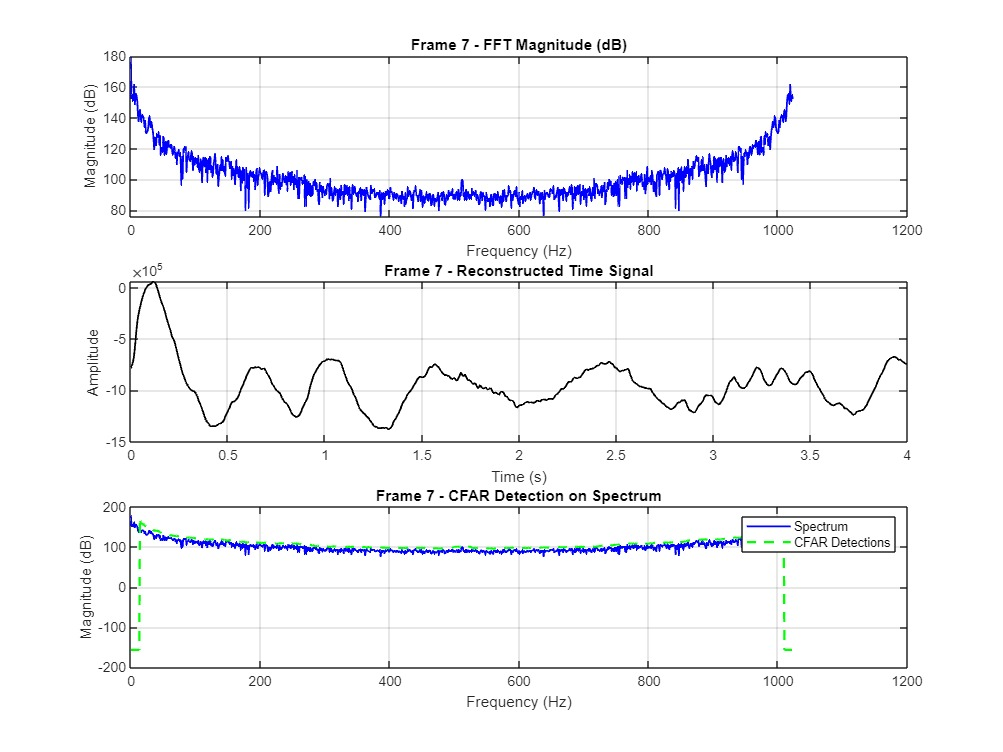 Frame 7 - FFT Magnitude (dB)
180
160
140
120
100
80
Magnitude (dB)
0 200 400 600 800 1000 1200
Frequency (Hz)
Frame 7 - Reconstructed Time Signal
×10⁵
0
-5
-10
-15
Amplitude
0 0.5 1 1.5 2 2.5 3 3.5 4
Time (s)
Frame 7 - CFAR Detection on Spectrum
200
100
0
-100
-200
Magnitude (dB)
Spectrum
CFAR Detections
0 200 400 600 800 1000 1200
Frequency (Hz)